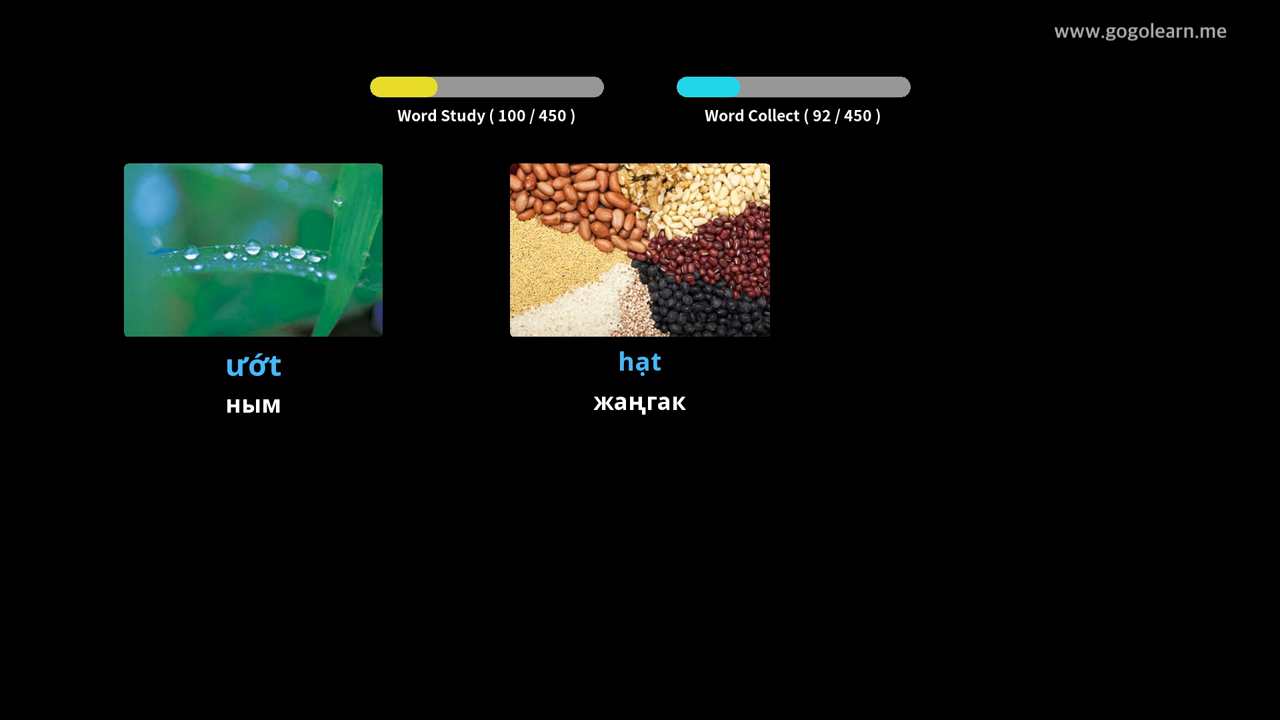 www.gogolearn.me
Word Study ( 100 / 450 )
Word Collect ( 92 / 450 )
ướt
ным
hạt
жаңгак